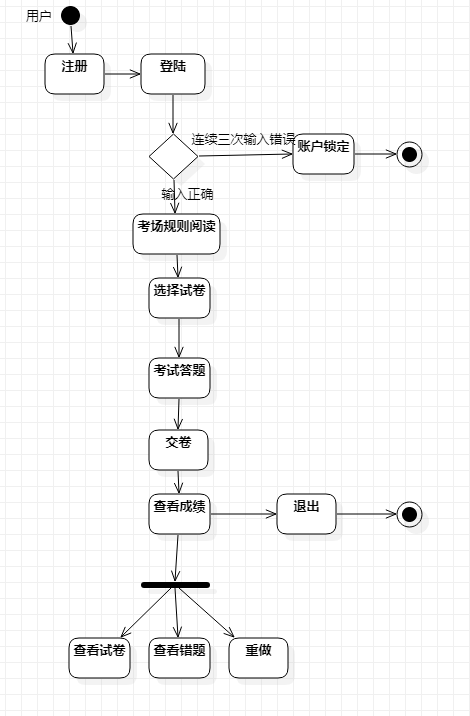 用户
注册
登陆
连续三次输入错误
账户锁定
输入正确
考场规则阅读
选择试卷
考试答题
交卷
查看成绩
退出
查看试卷
查看错题
重做